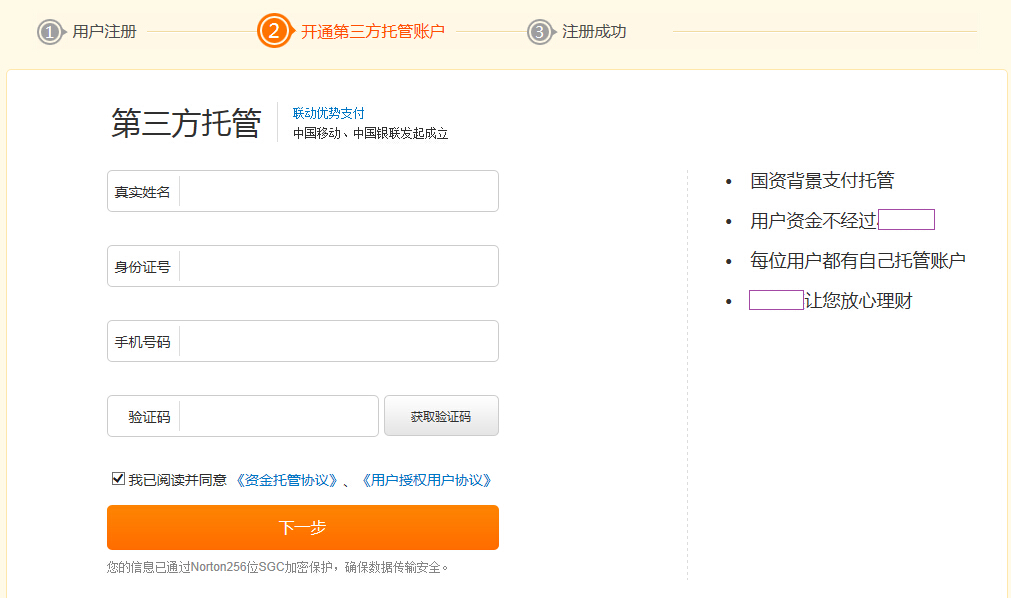 1 用户注册 2 开通第三方托管账户 3 注册成功
第三方托管
联动优势支付
中国移动、中国银联发起成立
真实姓名
身份证号
手机号码
验证码 获取验证码
我已阅读并同意 《资金托管协议》、《用户授权用户协议》
下一步
您的信息已通过Norton256位SGC加密保护，确保数据传输安全。
• 国资背景支付托管
• 用户资金不经过
• 每位用户都有自己托管账户
• 让您放心理财